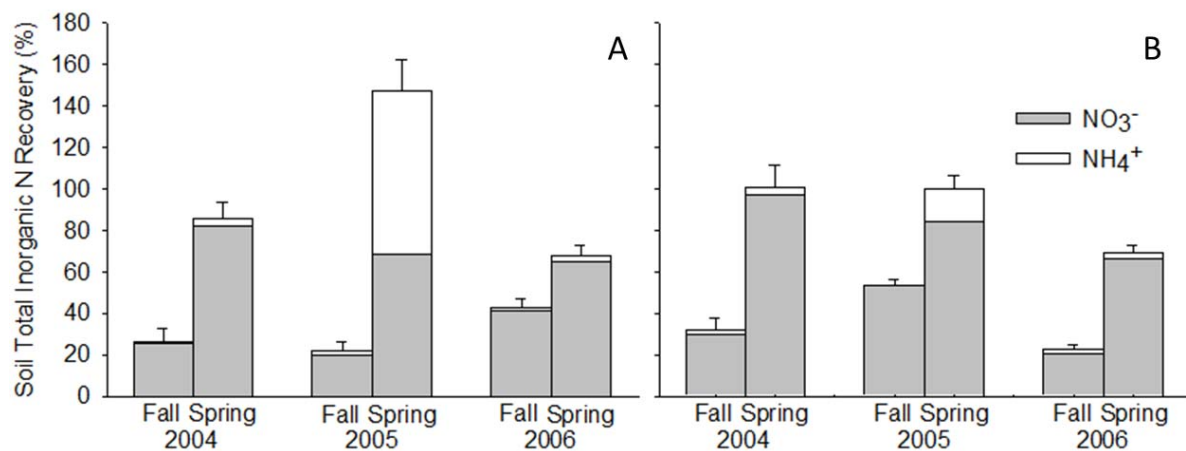 Soil Total Inorganic N Recovery (%)
180
160
140
120
100
80
60
40
20
0
A
B
NO₃⁻
NH₄⁺
Fall Spring Fall Spring Fall Spring Fall Spring Fall Spring Fall Spring
2004 2005 2006 2004 2005 2006